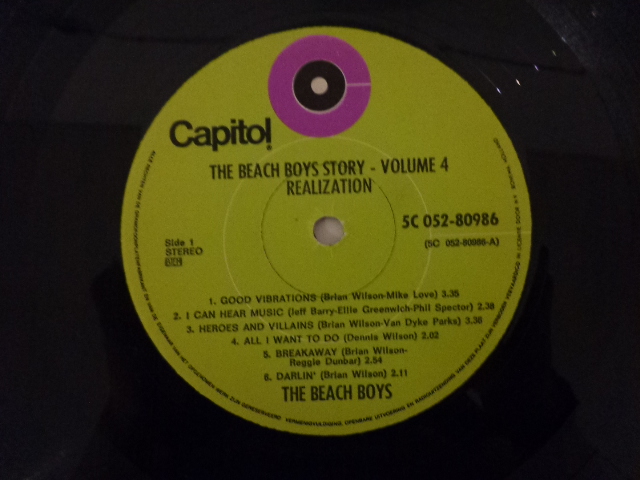 Capitol
THE BEACH BOYS STORY - VOLUME 4
REALIZATION
5C 052-80986
(5C 052-80986-A)
Side 1
STEREO
1. GOOD VIBRATIONS (Brian Wilson-Mike Love) 3.35
2. I CAN HEAR MUSIC (Jeff Barry-Ellie Greenwich-Phil Spector) 2.38
3. HEROES AND VILLAINS (Brian Wilson-Van Dyke Parks) 3.36
4. ALL I WANT TO DO (Dennis Wilson) 2.02
5. BREAKAWAY (Brian Wilson-
Reggie Dunbar) 2.54
6. DARLIN' (Brian Wilson) 2.11
THE BEACH BOYS